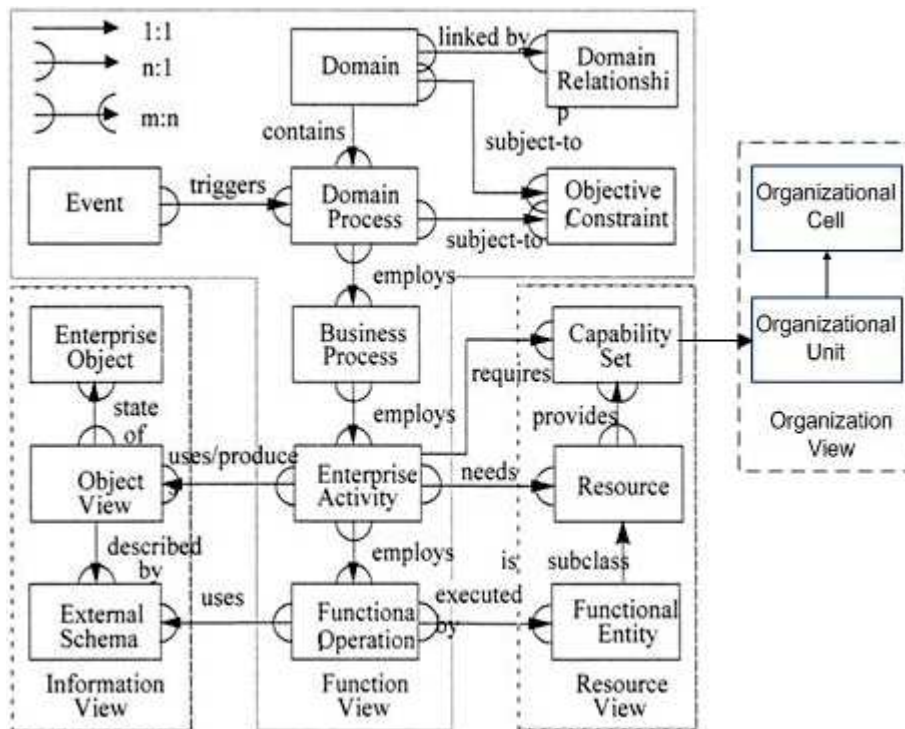 1:1
n:1
m:n
Domain
linked by
Domain
Relationshi
p
contains
subject-to
Event
triggers
Domain
Process
subject-to
Objective
Constraint
employs
Enterprise
Object
Business
Process
Capability
Set
requires
state
of
employs
provides
Object
View
uses/produce
Enterprise
Activity
needs
Resource
described
by
employs
is
subclass
External
Schema
uses
Functional
Operation
executed
by
Functional
Entity
Information
View
Function
View
Resource
View
Organizational
Cell
Organizational
Unit
Organization
View